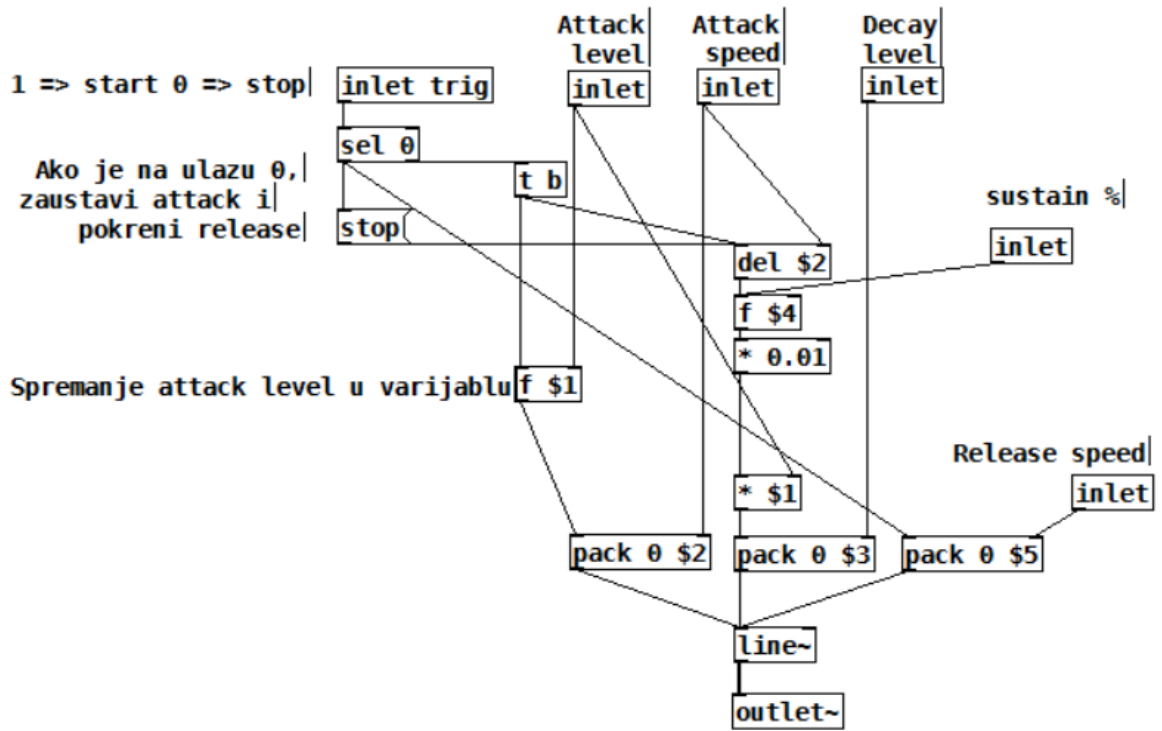 Attack
level
Attack
speed
Decay
level
1 => start 0 => stop
inlet trig
inlet
inlet
inlet
sel 0
Ako je na ulazu 0,
zaustavi attack i
pokreni release
t b
stop
sustain %
inlet
del $2
f $4
* 0.01
Spremanje attack level u varijablu
f $1
Release speed
inlet
* $1
pack 0 $2
pack 0 $3
pack 0 $5
line~
outlet~